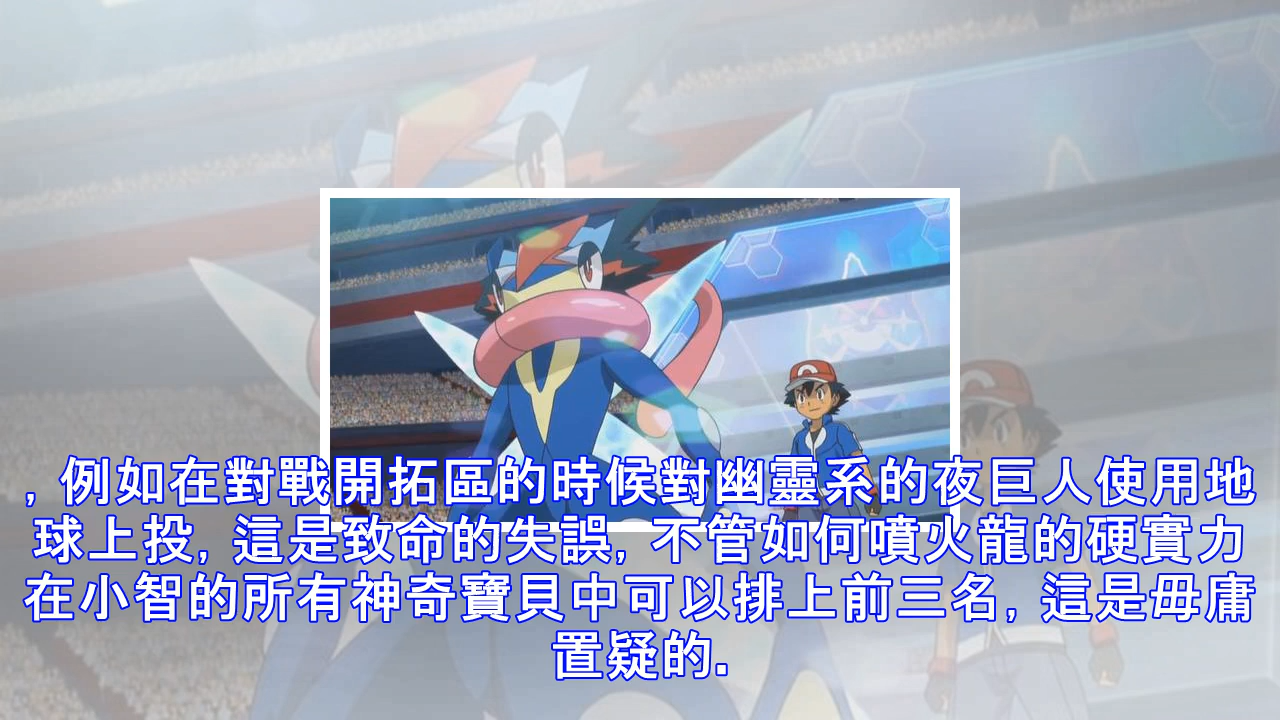 , 例如在對戰開拓區的時候對幽靈系的夜巨人使用地
球上投, 這是致命的失誤, 不管如何噴火龍的硬實力
在小智的所有神奇寶貝中可以排上前三名, 這是毋庸
置疑的.